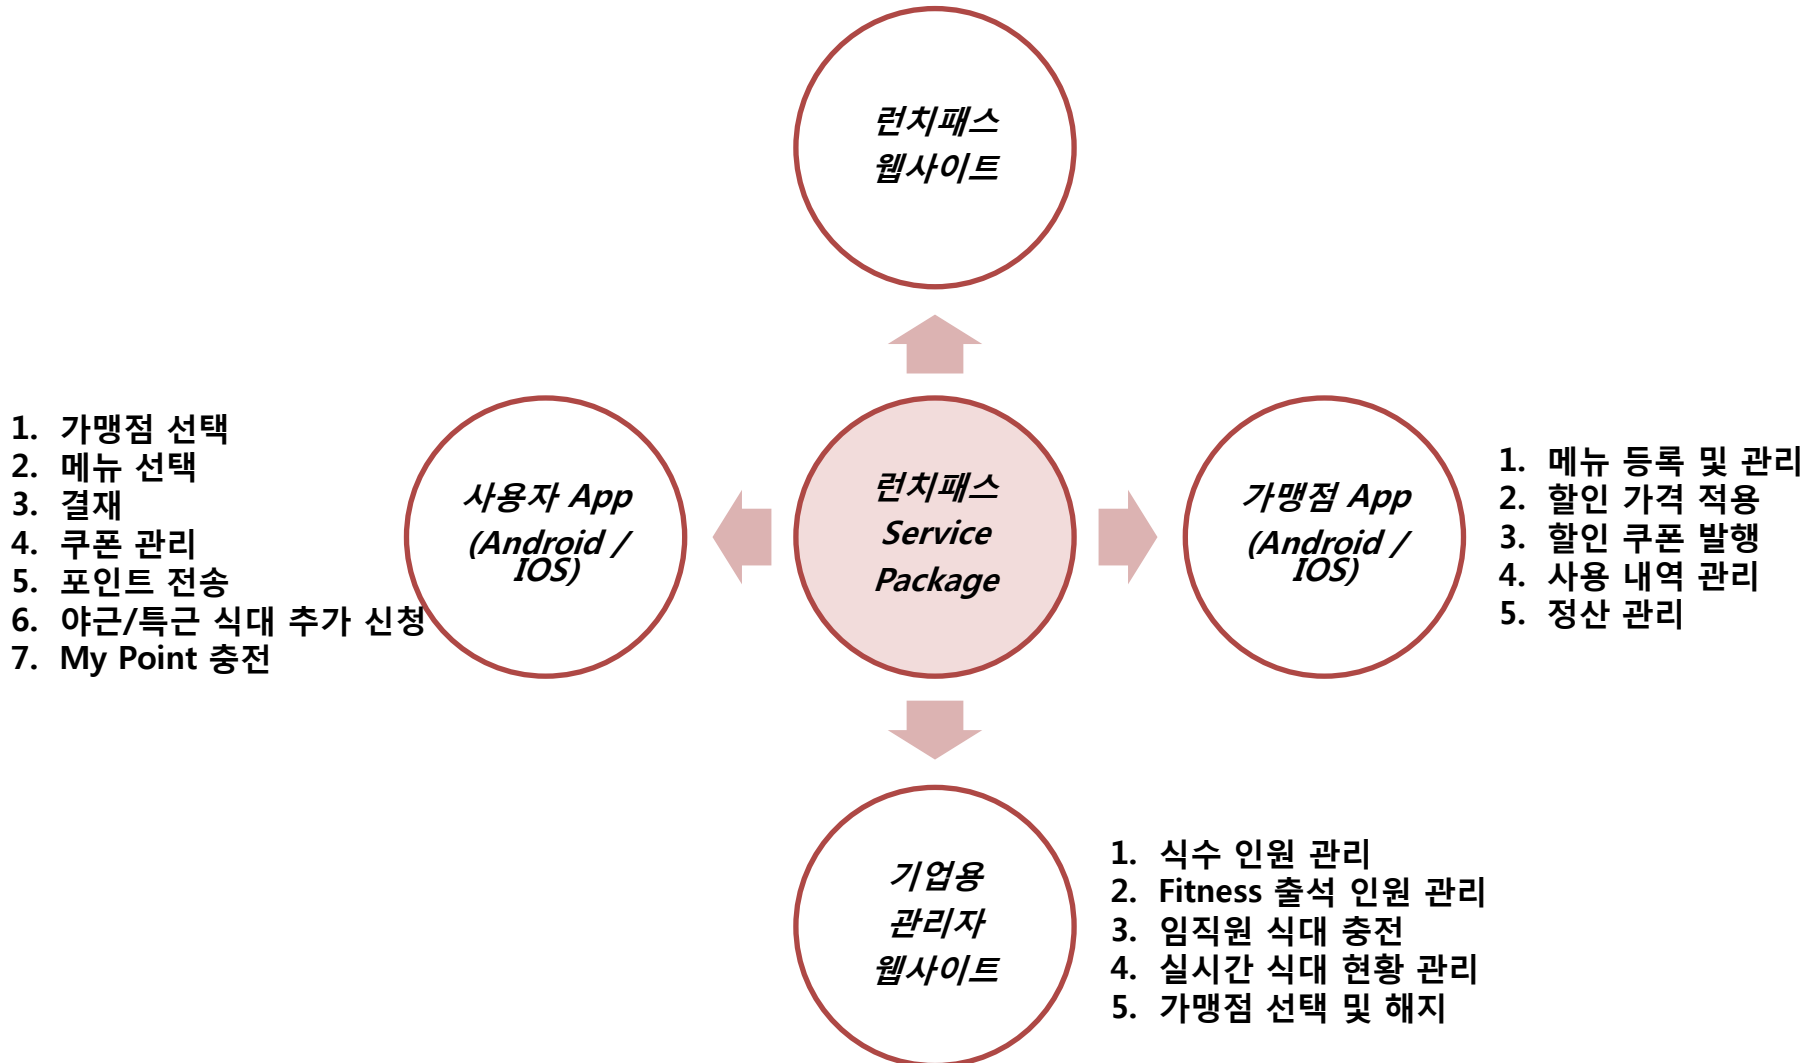 런치패스
웹사이트
1. 가맹점 선택
2. 메뉴 선택
3. 결재
4. 쿠폰 관리
5. 포인트 전송
6. 야근/특근 식대 추가 신청
7. My Point 충전
사용자 App
(Android /
IOS)
런치패스
Service
Package
가맹점 App
(Android /
IOS)
1. 메뉴 등록 및 관리
2. 할인 가격 적용
3. 할인 쿠폰 발행
4. 사용 내역 관리
5. 정산 관리
기업용
관리자
웹사이트
1. 식수 인원 관리
2. Fitness 출석 인원 관리
3. 임직원 식대 충전
4. 실시간 식대 현황 관리
5. 가맹점 선택 및 해지